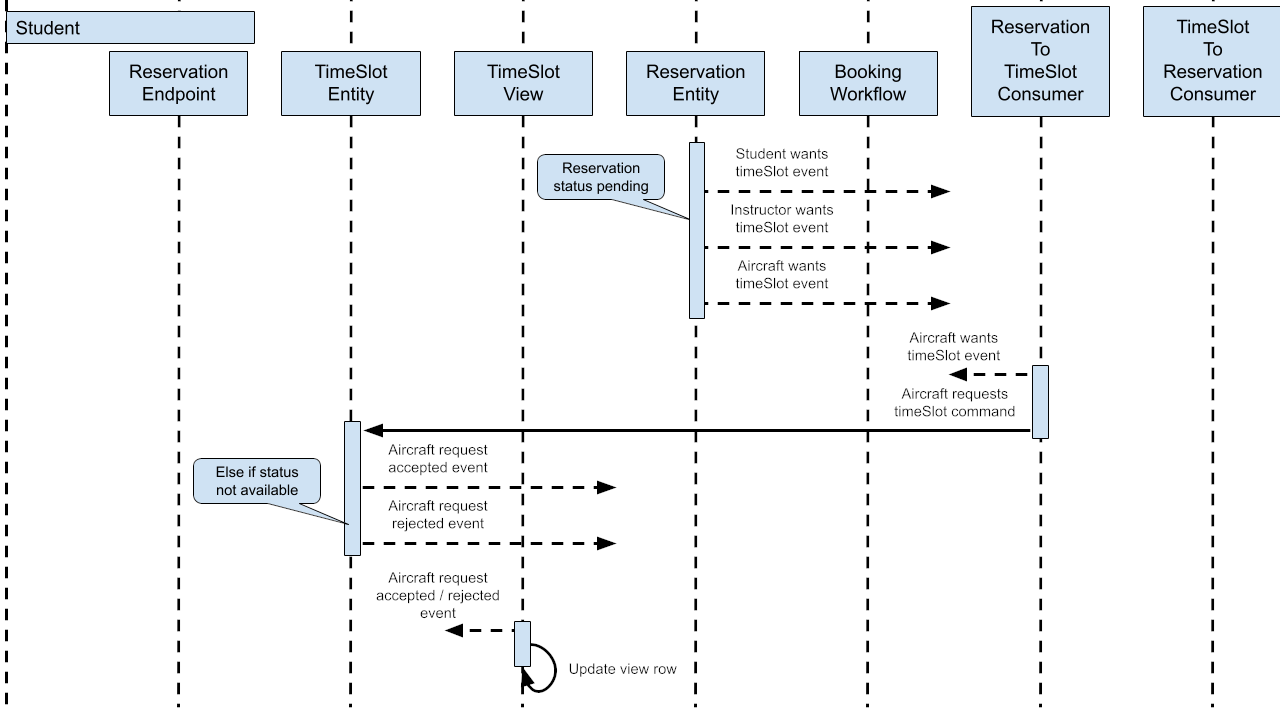 Student
Reservation
Endpoint
TimeSlot
Entity
TimeSlot
View
Reservation
Entity
Booking
Workflow
Reservation
To
TimeSlot
Consumer
TimeSlot
To
Reservation
Consumer
Reservation
status pending
Student wants
timeSlot event
Instructor wants
timeSlot event
Aircraft wants
timeSlot event
Aircraft wants
timeSlot event
Aircraft requests
timeSlot command
Aircraft request
accepted event
Else if status
not available
Aircraft request
rejected event
Aircraft request
accepted / rejected
event
Update view row